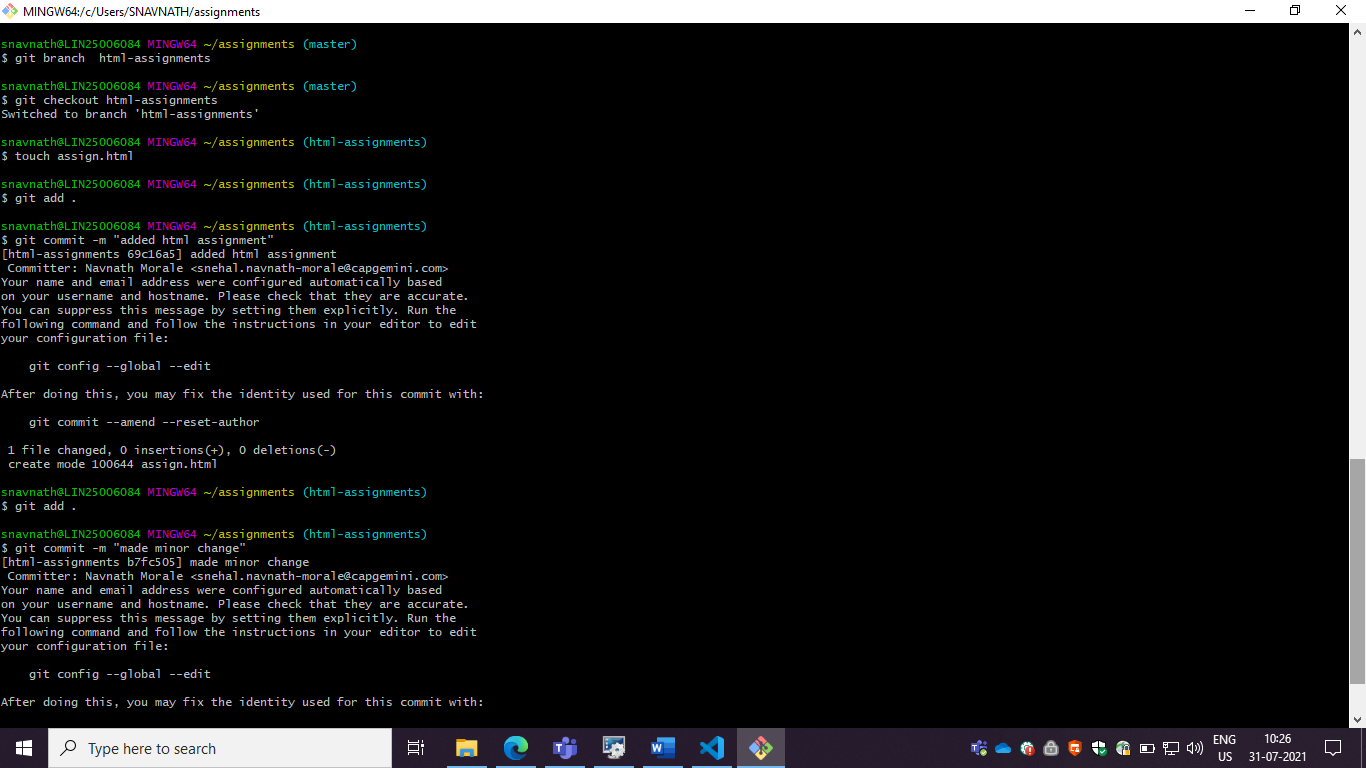 MINGW64:/c/Users/SNAVNATH/assignments
snavnath@LIN25006084 MINGW64 ~/assignments (master)
$ git branch  html-assignments
snavnath@LIN25006084 MINGW64 ~/assignments (master)
$ git checkout html-assignments
Switched to branch 'html-assignments'
snavnath@LIN25006084 MINGW64 ~/assignments (html-assignments)
$ touch assign.html
snavnath@LIN25006084 MINGW64 ~/assignments (html-assignments)
$ git add .
snavnath@LIN25006084 MINGW64 ~/assignments (html-assignments)
$ git commit -m "added html assignment"
[html-assignments 69c16a5] added html assignment
 Committer: Navnath Morale <snehal.navnath-morale@capgemini.com>
Your name and email address were configured automatically based
on your username and hostname. Please check that they are accurate.
You can suppress this message by setting them explicitly. Run the
following command and follow the instructions in your editor to edit
your configuration file:
    git config --global --edit
After doing this, you may fix the identity used for this commit with:
    git commit --amend --reset-author
 1 file changed, 0 insertions(+), 0 deletions(-)
 create mode 100644 assign.html
snavnath@LIN25006084 MINGW64 ~/assignments (html-assignments)
$ git add .
snavnath@LIN25006084 MINGW64 ~/assignments (html-assignments)
$ git commit -m "made minor change"
[html-assignments b7fc505] made minor change
 Committer: Navnath Morale <snehal.navnath-morale@capgemini.com>
Your name and email address were configured automatically based
on your username and hostname. Please check that they are accurate.
You can suppress this message by setting them explicitly. Run the
following command and follow the instructions in your editor to edit
your configuration file:
    git config --global --edit
After doing this, you may fix the identity used for this commit with:
Type here to search
ENG
US
10:26
31-07-2021